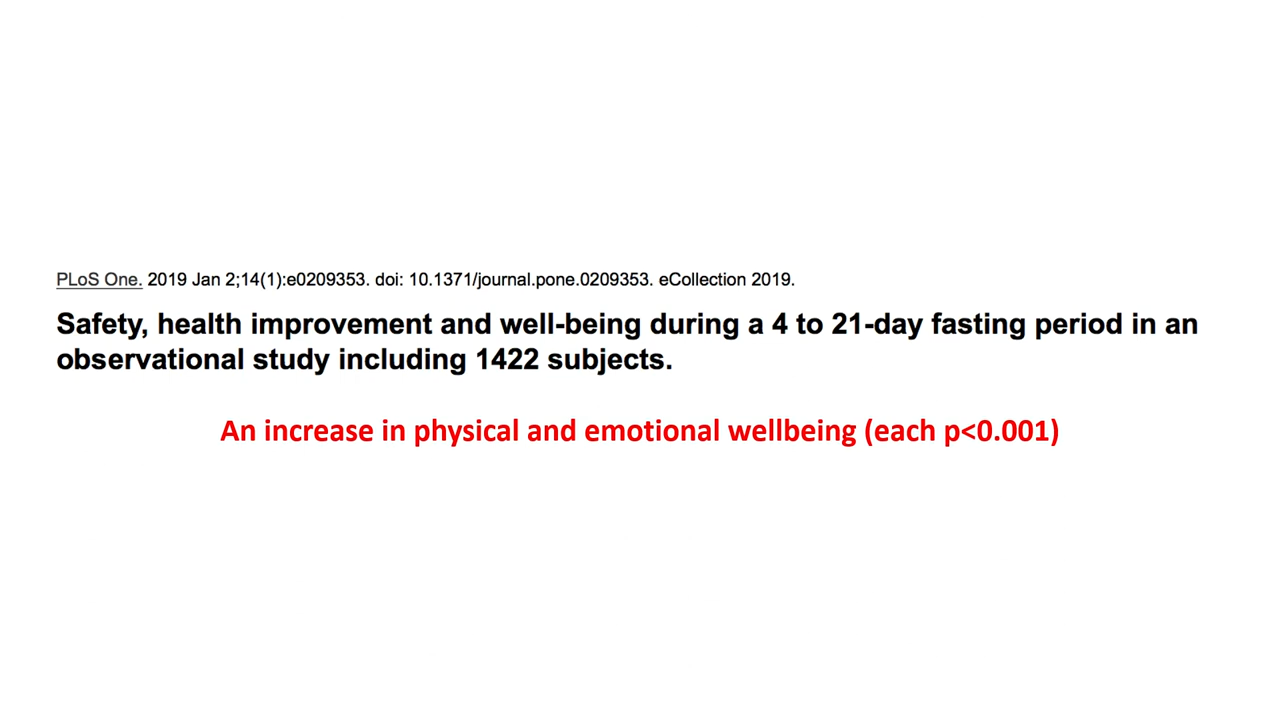 PLoS One. 2019 Jan 2;14(1):e0209353. doi: 10.1371/journal.pone.0209353. eCollection 2019.
Safety, health improvement and well-being during a 4 to 21-day fasting period in an
observational study including 1422 subjects.
An increase in physical and emotional wellbeing (each p<0.001)